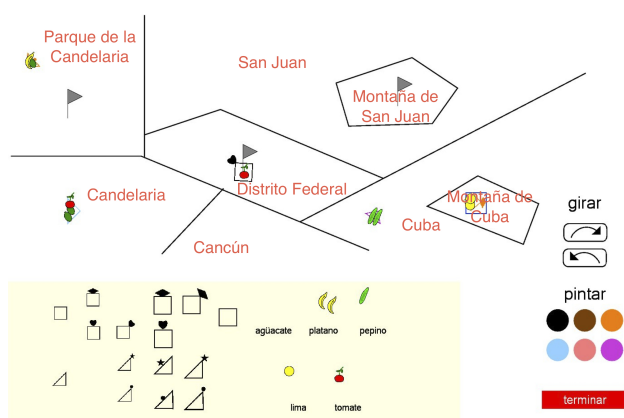 Parque de la
Candelaria
San Juan
Montaña de
San Juan
Candelaria
Distrito Federal
Montaña de
Cuba
Cuba
Cancún
girar
pintar
agüacate platano pepino
lima tomate
terminar